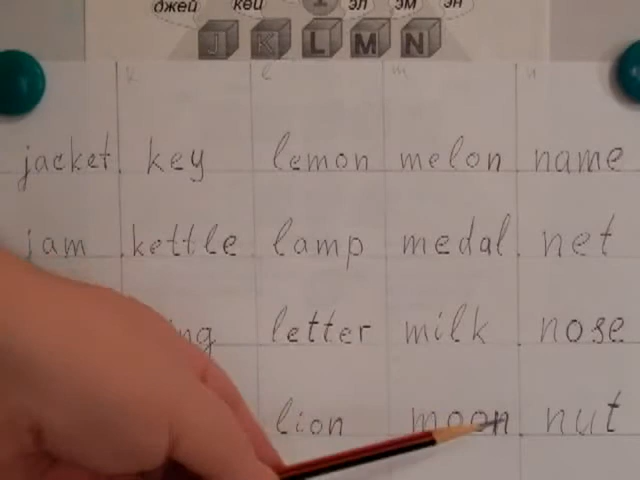 джей кей эл эм эн
J K L M N
k l m n
jacket key lemon melon name
jam kettle lamp medal net
letter milk nose
lion moon nut